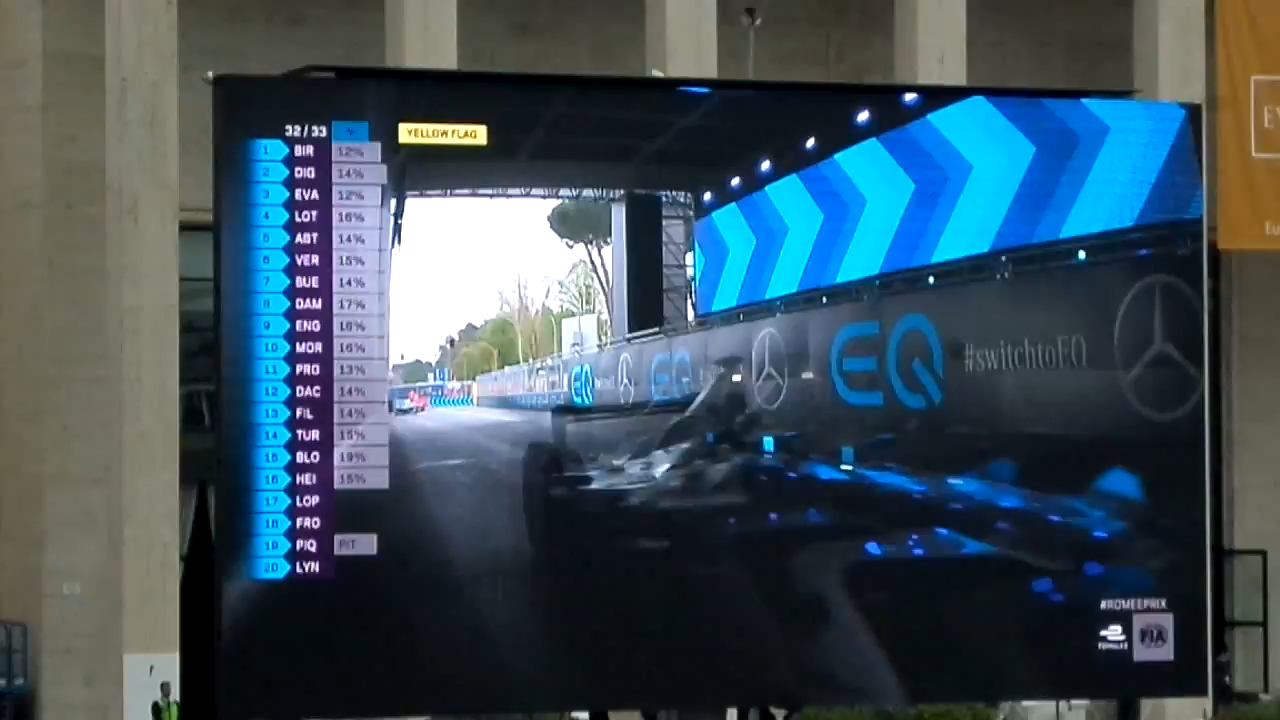 32/33
YELLOW FLAG
1 BIR 12%
2 DIG 14%
3 EVA 12%
4 LOT 16%
5 ABT 14%
6 VER 15%
7 BUE 14%
8 DAM 17%
9 ENG 18%
10 MOR 16%
11 PRO 13%
12 DAC 14%
13 FIL 14%
14 TUR 15%
15 BLO 19%
16 HEI 15%
17 LOP
18 FRO
19 PIQ PIT
20 LYN
EQ
EQ
EQ #switchtoEQ
#ROMEEPRIX
FORMULA E
FIA